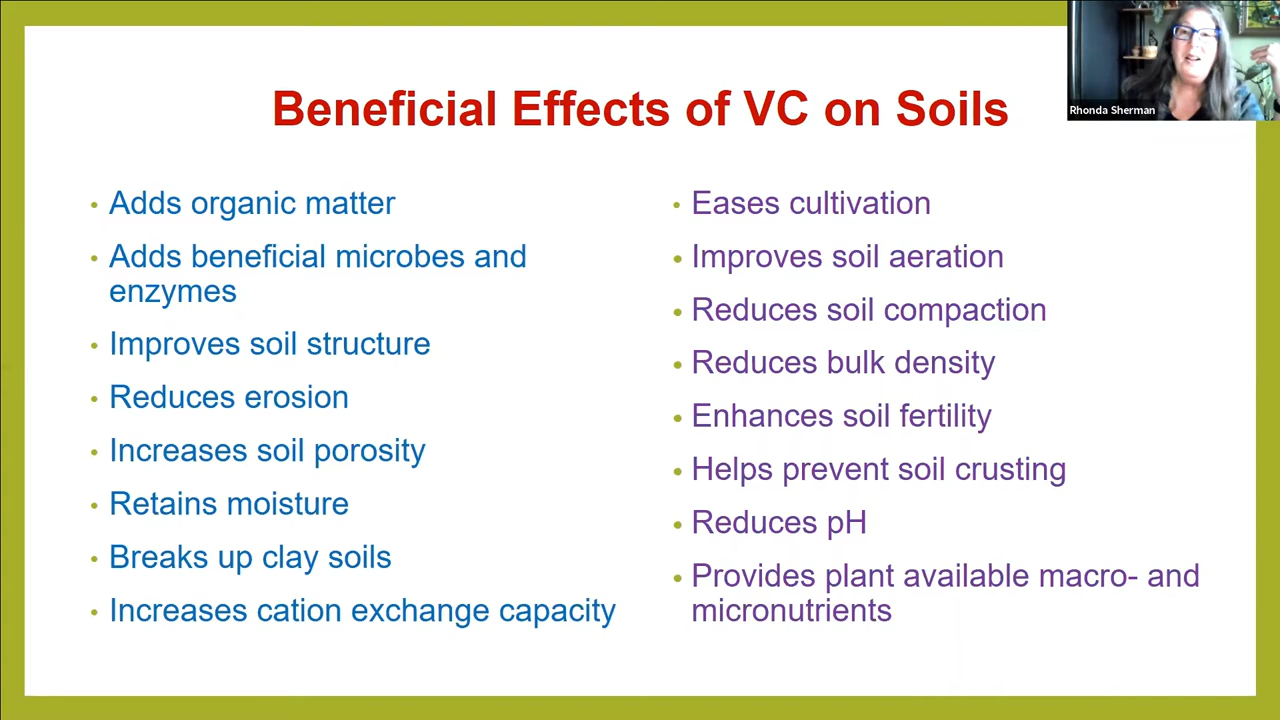 Beneficial Effects of VC on Soils
Rhonda Sherman
• Adds organic matter
• Adds beneficial microbes and
enzymes
• Improves soil structure
• Reduces erosion
• Increases soil porosity
• Retains moisture
• Breaks up clay soils
• Increases cation exchange capacity
• Eases cultivation
• Improves soil aeration
• Reduces soil compaction
• Reduces bulk density
• Enhances soil fertility
• Helps prevent soil crusting
• Reduces pH
• Provides plant available macro- and
micronutrients